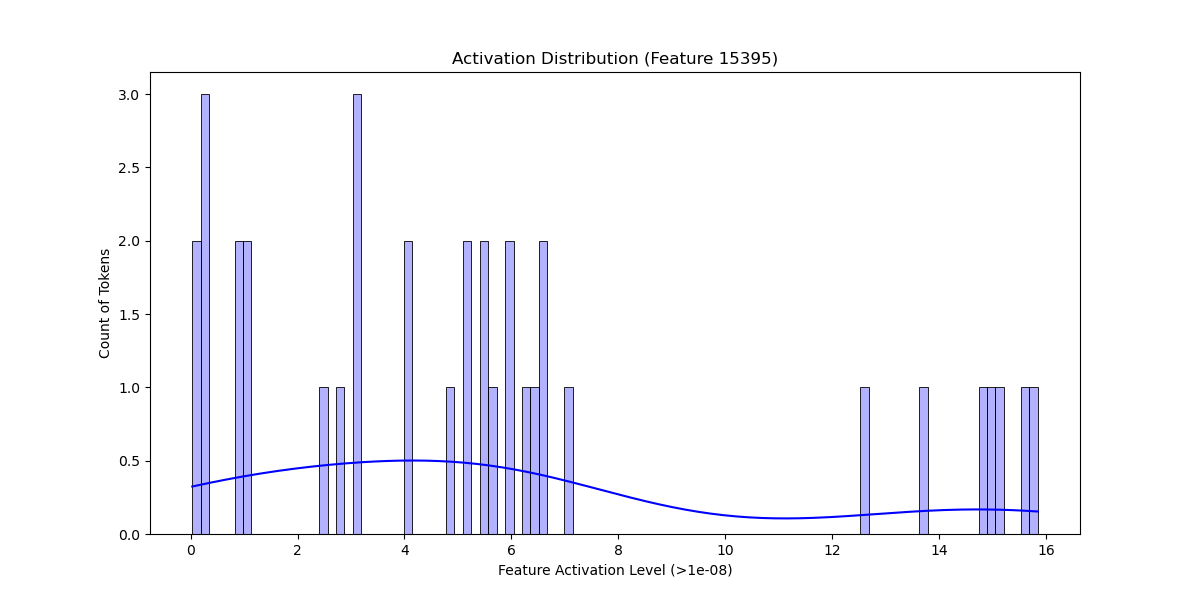 Activation Distribution (Feature 15395)
3.0
2.5
2.0
1.5
1.0
0.5
0.0
Count of Tokens
0 2 4 6 8 10 12 14 16
Feature Activation Level (>1e-08)